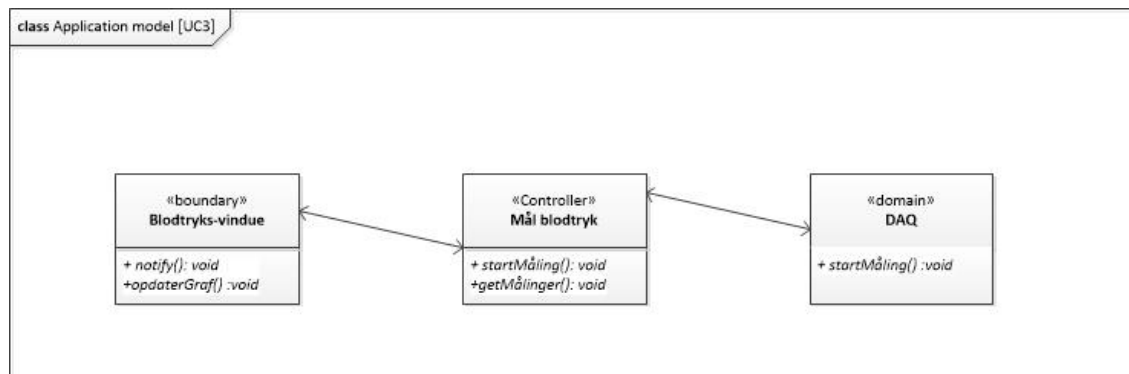 class Application model [UC3]
«boundary»
Blodtryks-vindue
+ notify(): void
+opdaterGraf() :void
«Controller»
Mål blodtryk
+ startMåling(): void
+getMålinger(): void
«domain»
DAQ
+ startMåling() :void